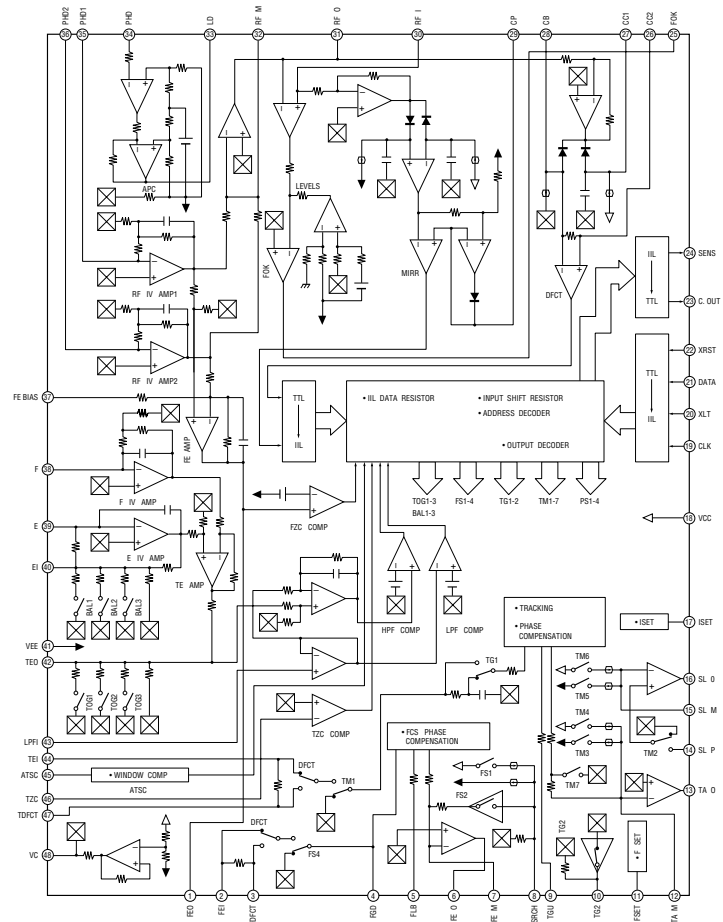 PHD2
PHD1
PHD
LD
RF M
RF O
RF I
CP
CB
CC1
CC2
FOK
36
35
34
33
32
31
30
29
28
27
26
25
APC
LEVELS
RF IV AMP1
FOK
MIRR
DFCT
IIL
TTL
24 SENS
23 C. OUT
RF IV AMP2
TTL
IIL
22 XRST
21 DATA
20 XLT
19 CLK
FE BIAS 37
FE AMP
TTL
IIL
• IIL DATA RESISTOR
• INPUT SHIFT RESISTOR
• ADDRESS DECODER
• OUTPUT DECODER
F 38
F IV AMP
TOG1-3
BAL1-3
FS1-4
TG1-2
TM1-7
PS1-4
18 VCC
E 39
E IV AMP
FZC COMP
EI 40
TE AMP
BAL1
BAL2
BAL3
HPF COMP
LPF COMP
• TRACKING
• PHASE
COMPENSATION
• ISET
17 ISET
VEE 41
TEO 42
TOG1
TOG2
TOG3
TG1
TM6
TM5
16 SL O
15 SL M
TZC COMP
TM4
TM3
TM2
14 SL P
LPFI 43
• FCS PHASE
COMPENSATION
TEI 44
ATSC 45
• WINDOW COMP
ATSC
DFCT
TM1
FS1
TM7
13 TA O
TZC 46
TDFCT 47
FS2
VC 48
DFCT
FS4
TG2
• F SET
1
2
3
4
5
6
7
8
9
10
11
12
FEO
FEI
DFCT
FGD
FLB
FE O
FE M
SRCH
TGU
TG2
FSET
TA M